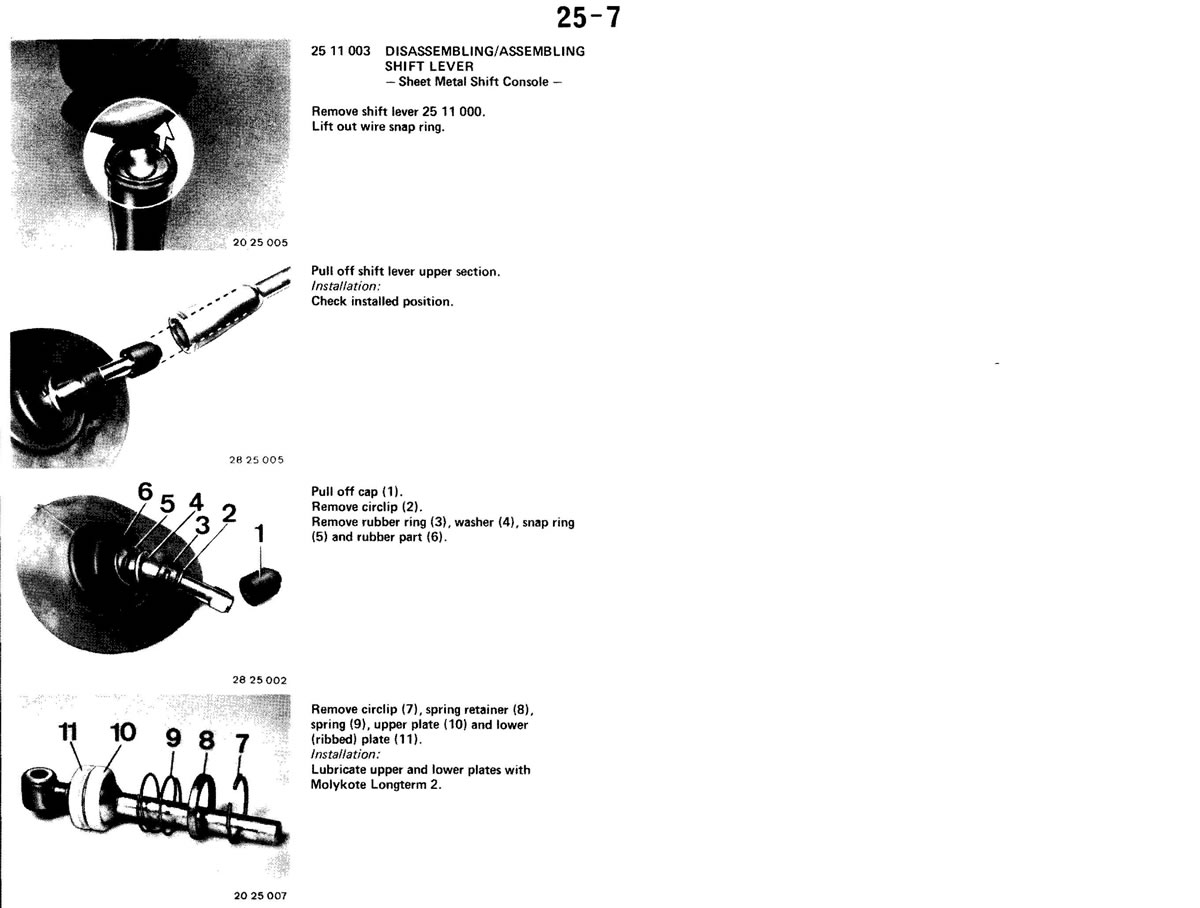 25-7
25 11 003 DISASSEMBLING/ASSEMBLING
SHIFT LEVER
— Sheet Metal Shift Console —
Remove shift lever 25 11 000.
Lift out wire snap ring.
20 25 005
Pull off shift lever upper section.
Installation:
Check installed position.
28 25 005
Pull off cap (1).
Remove circlip (2).
Remove rubber ring (3), washer (4), snap ring
(5) and rubber part (6).
6 5 4 3 2 1
28 25 002
Remove circlip (7), spring retainer (8),
spring (9), upper plate (10) and lower
(ribbed) plate (11).
Installation:
Lubricate upper and lower plates with
Molykote Longterm 2.
11 10 9 8 7
20 25 007